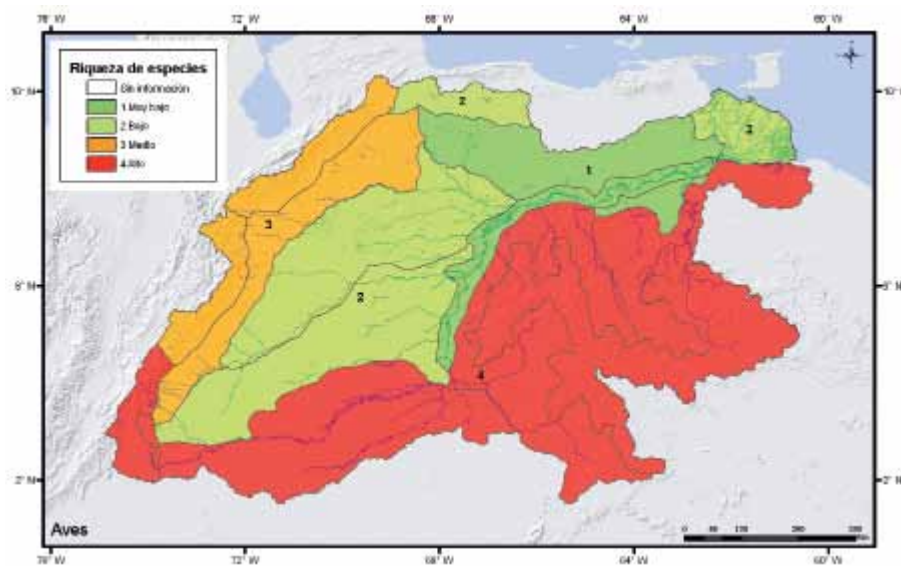 76° W 72° W 68° W 64° W 60° W
Riqueza de especies
Sin información
1 Muy bajo
2 Bajo
3 Medio
4 Alto
10° N 10° N
2
2
1
3
6° N 6° N
2
4
2° N 2° N
Aves
76° W 72° W 68° W 64° W 60° W